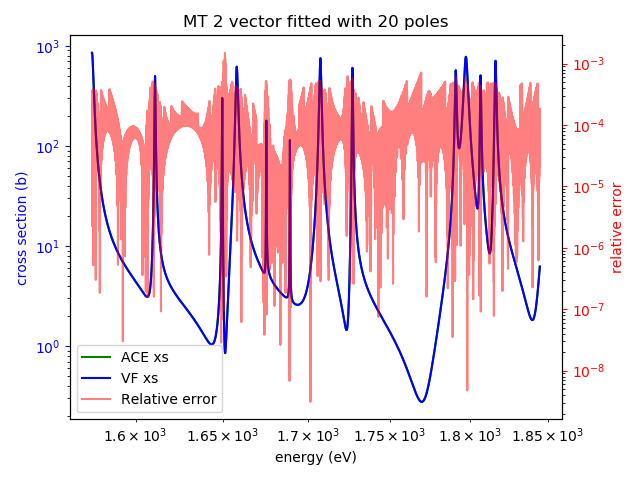 MT 2 vector fitted with 20 poles
10³
10²
10¹
10⁰
cross section (b)
10⁻³
10⁻⁴
10⁻⁵
10⁻⁶
10⁻⁷
10⁻⁸
relative error
ACE xs
VF xs
Relative error
1.6 × 10³ 1.65 × 10³ 1.7 × 10³ 1.75 × 10³ 1.8 × 10³ 1.85 × 10³
energy (eV)